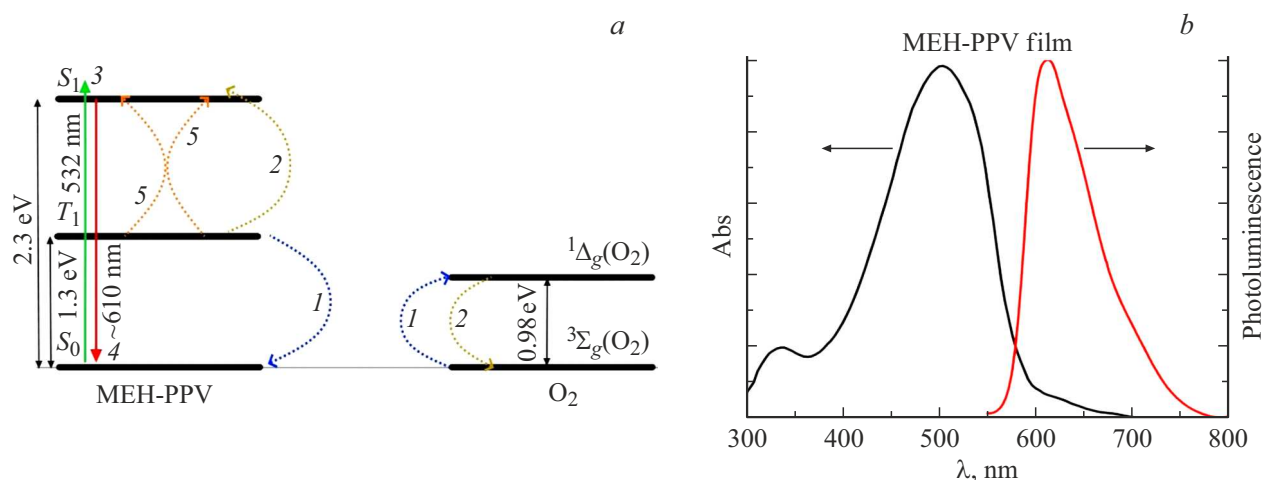 a
S1 3
5
2
532 nm
5
T1
2.3 eV
1.3 eV
~610 nm
1
1
2
0.98 eV
¹Δg(O2)
³Σg(O2)
S0
4
MEH-PPV
O2
b
MEH-PPV film
Abs
Photoluminescence
300 400 500 600 700 800
λ, nm